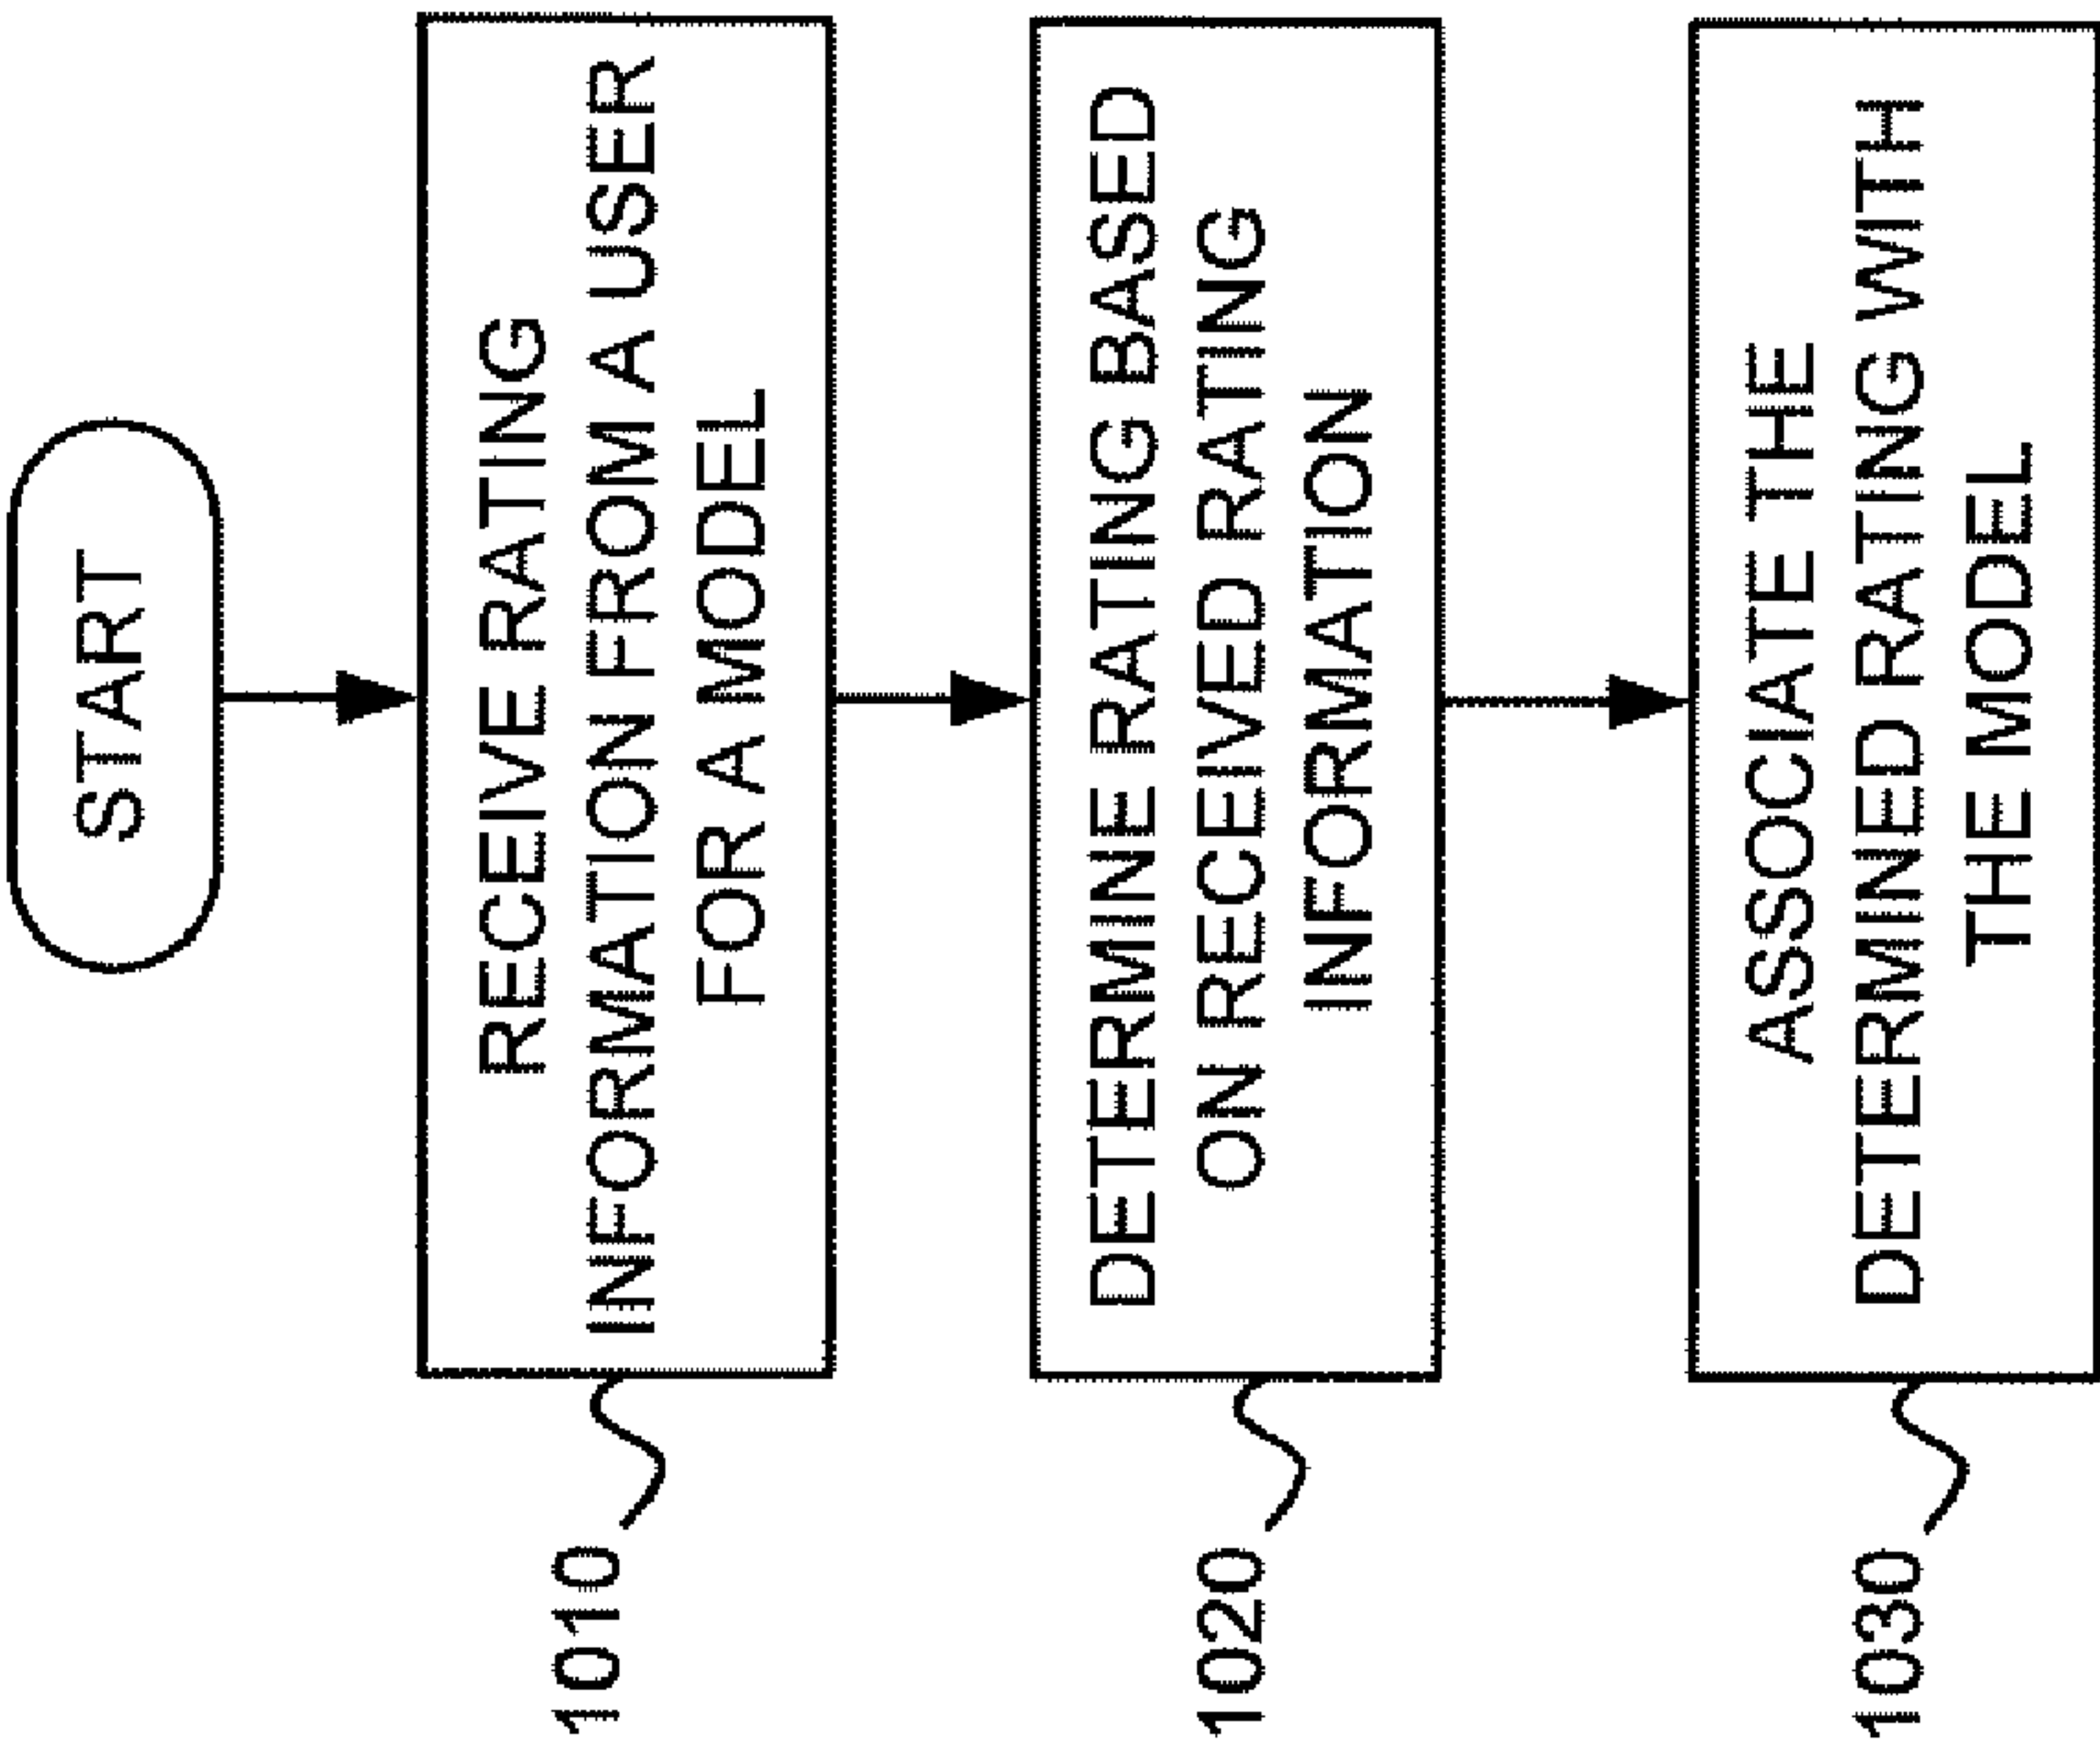 START
RECEIVE RATING
INFORMATION FROM A USER
FOR A MODEL
1010
DETERMINE RATING BASED
ON RECEIVED RATING
INFORMATION
1020
ASSOCIATE THE
DETERMINED RATING WITH
THE MODEL
1030